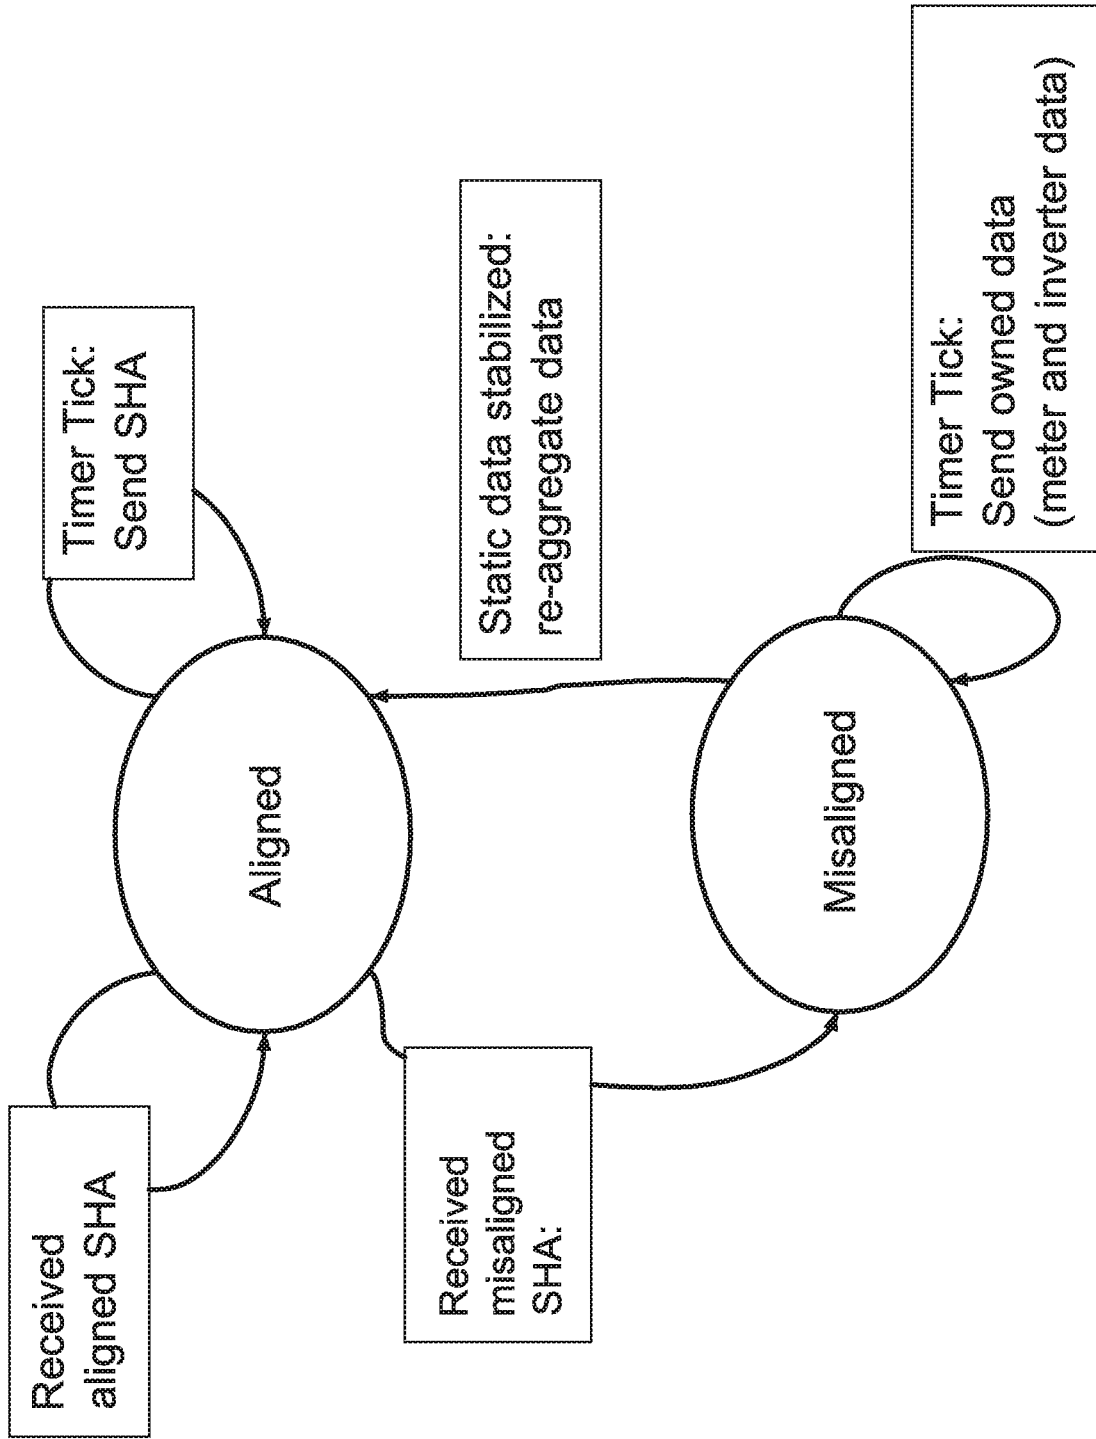 Received
aligned SHA
Timer Tick:
Send SHA
Aligned
Received
misaligned
SHA:
Static data stabilized:
re-aggregate data
Misaligned
Timer Tick:
Send owned data
(meter and inverter data)